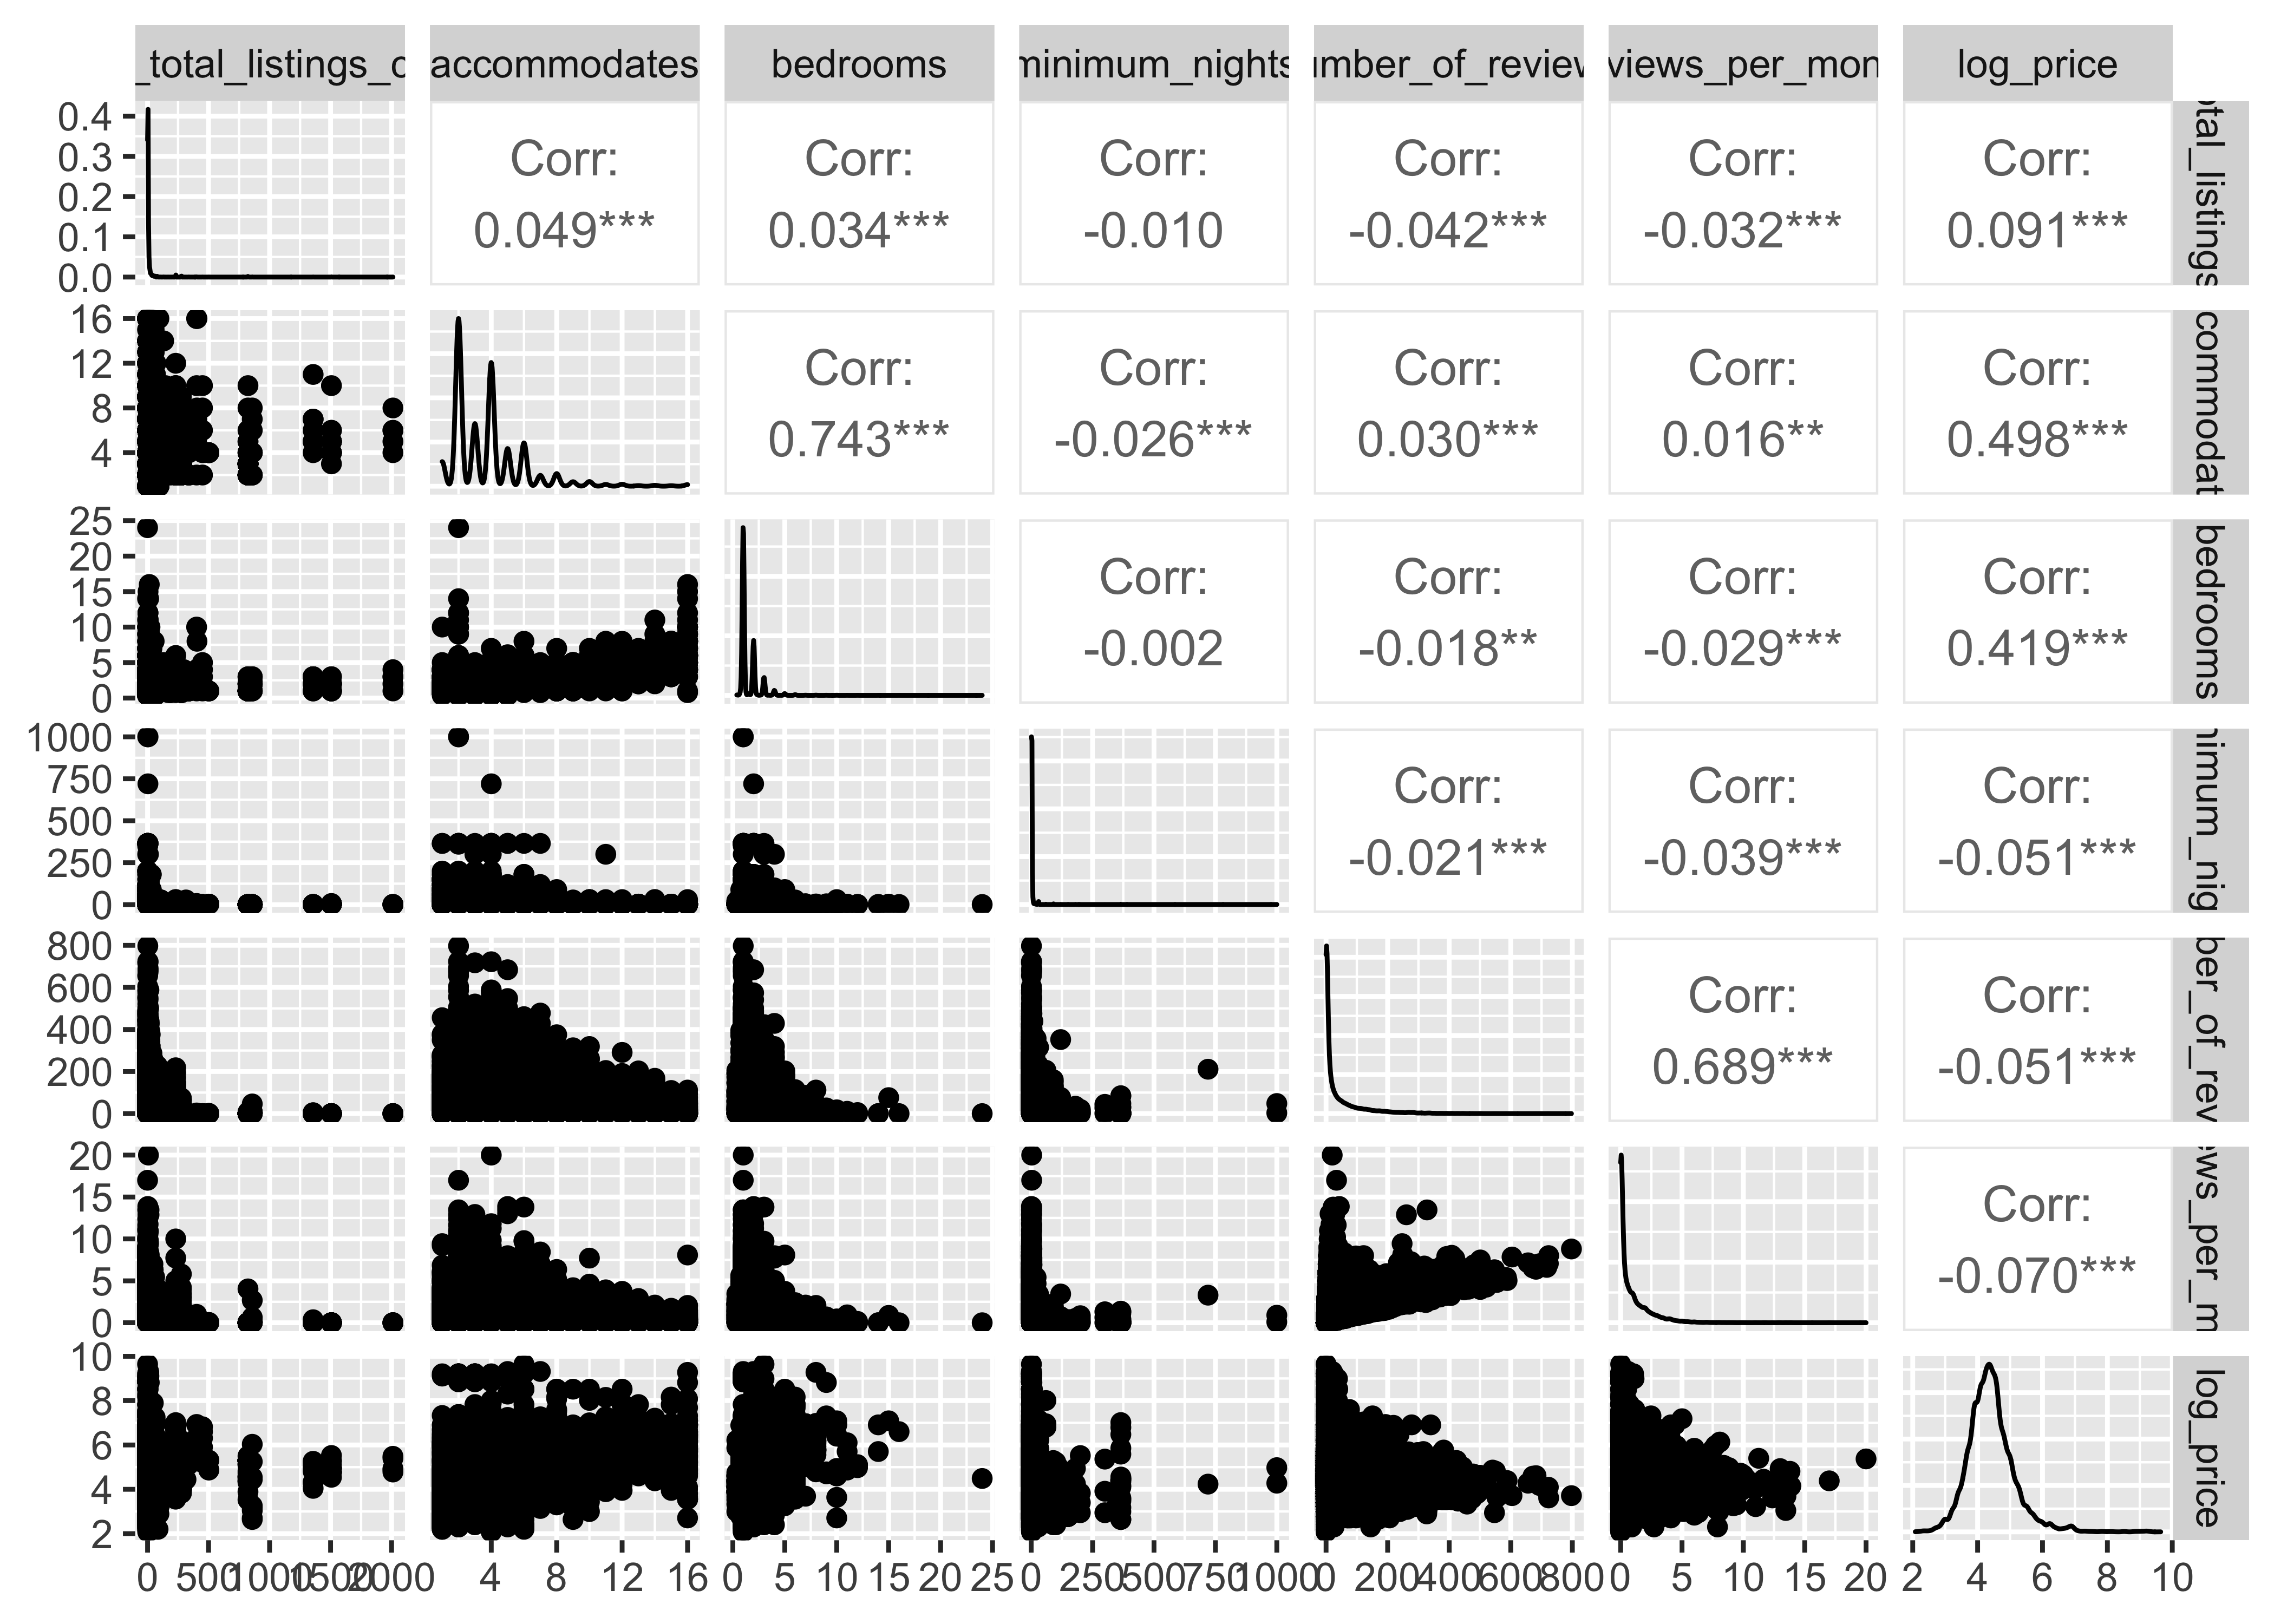 _total_listings_c accommodates bedrooms minimum_nights umber_of_review views_per_mon log_price
0.4
0.3
0.2
0.1
0.0
Corr: Corr: Corr: Corr: Corr: Corr:
0.049*** 0.034*** -0.010 -0.042*** -0.032*** 0.091***
otal_listings
16
12
8
4
Corr: Corr: Corr: Corr: Corr:
0.743*** -0.026*** 0.030*** 0.016** 0.498***
commodat
25
20
15
10
5
0
Corr: Corr: Corr: Corr:
-0.002 -0.018** -0.029*** 0.419***
bedrooms
1000
750
500
250
0
Corr: Corr: Corr:
-0.021*** -0.039*** -0.051***
nimum_nig
800
600
400
200
0
Corr: Corr:
0.689*** -0.051***
ber_of_rev
20
15
10
5
0
Corr:
-0.070***
ews_per_m
10
8
6
4
2
log_price
0 500 1000 1500 2000 4 8 12 16 0 5 10 15 20 25 0 250 500 750 1000 0 200 400 600 800 0 5 10 15 20 2 4 6 8 10